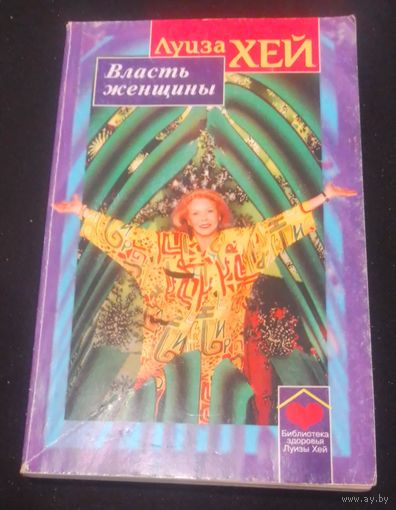 Луиза ХЕЙ
Власть
женщины
Библиотека
здоровья
Луизы Хей
www.ay.by